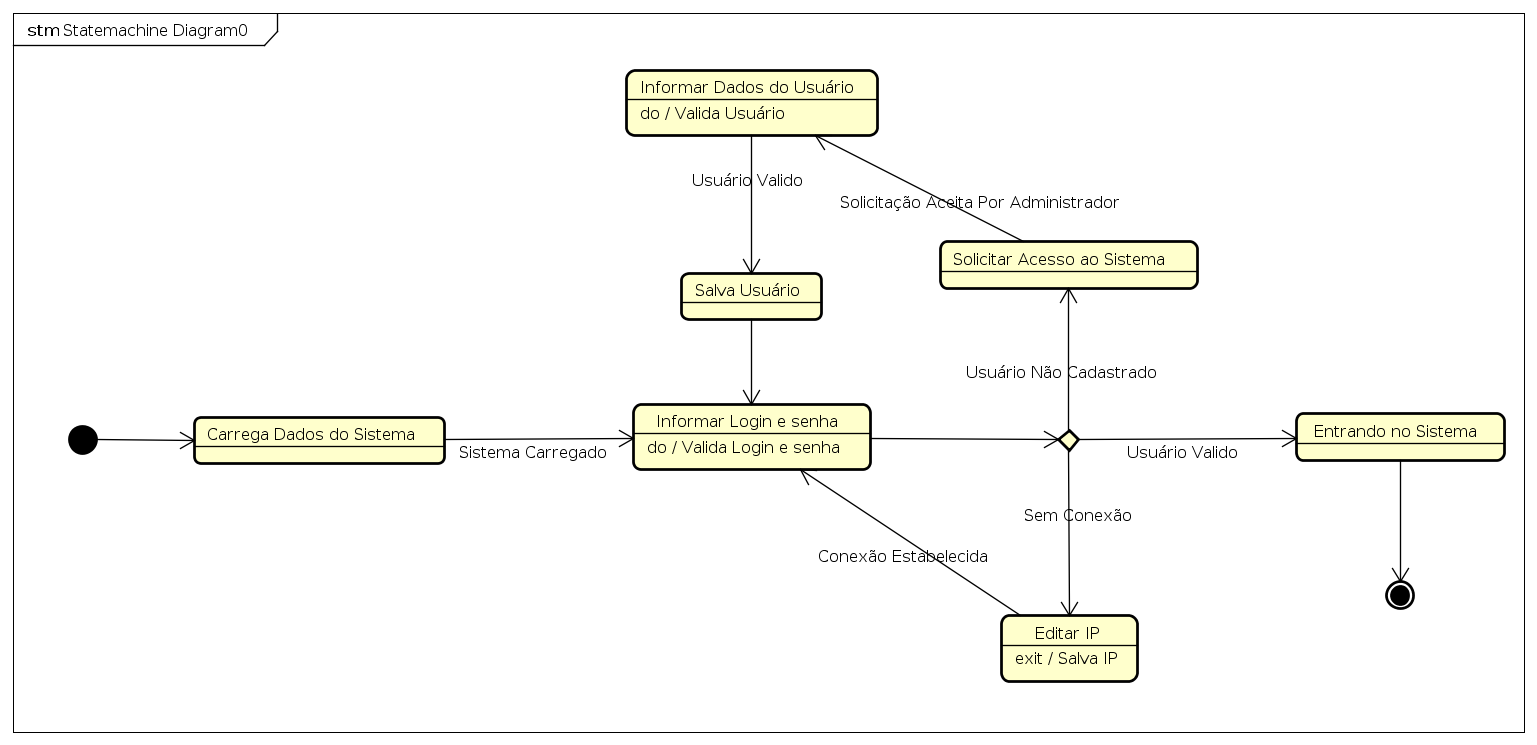 stm Statemachine Diagram0
Informar Dados do Usuário
do / Valida Usuário
Usuário Valido
Solicitação Aceita Por Administrador
Solicitar Acesso ao Sistema
Salva Usuário
Usuário Não Cadastrado
Carrega Dados do Sistema
Sistema Carregado
Informar Login e senha
do / Valida Login e senha
Usuário Valido
Entrando no Sistema
Sem Conexão
Conexão Estabelecida
Editar IP
exit / Salva IP